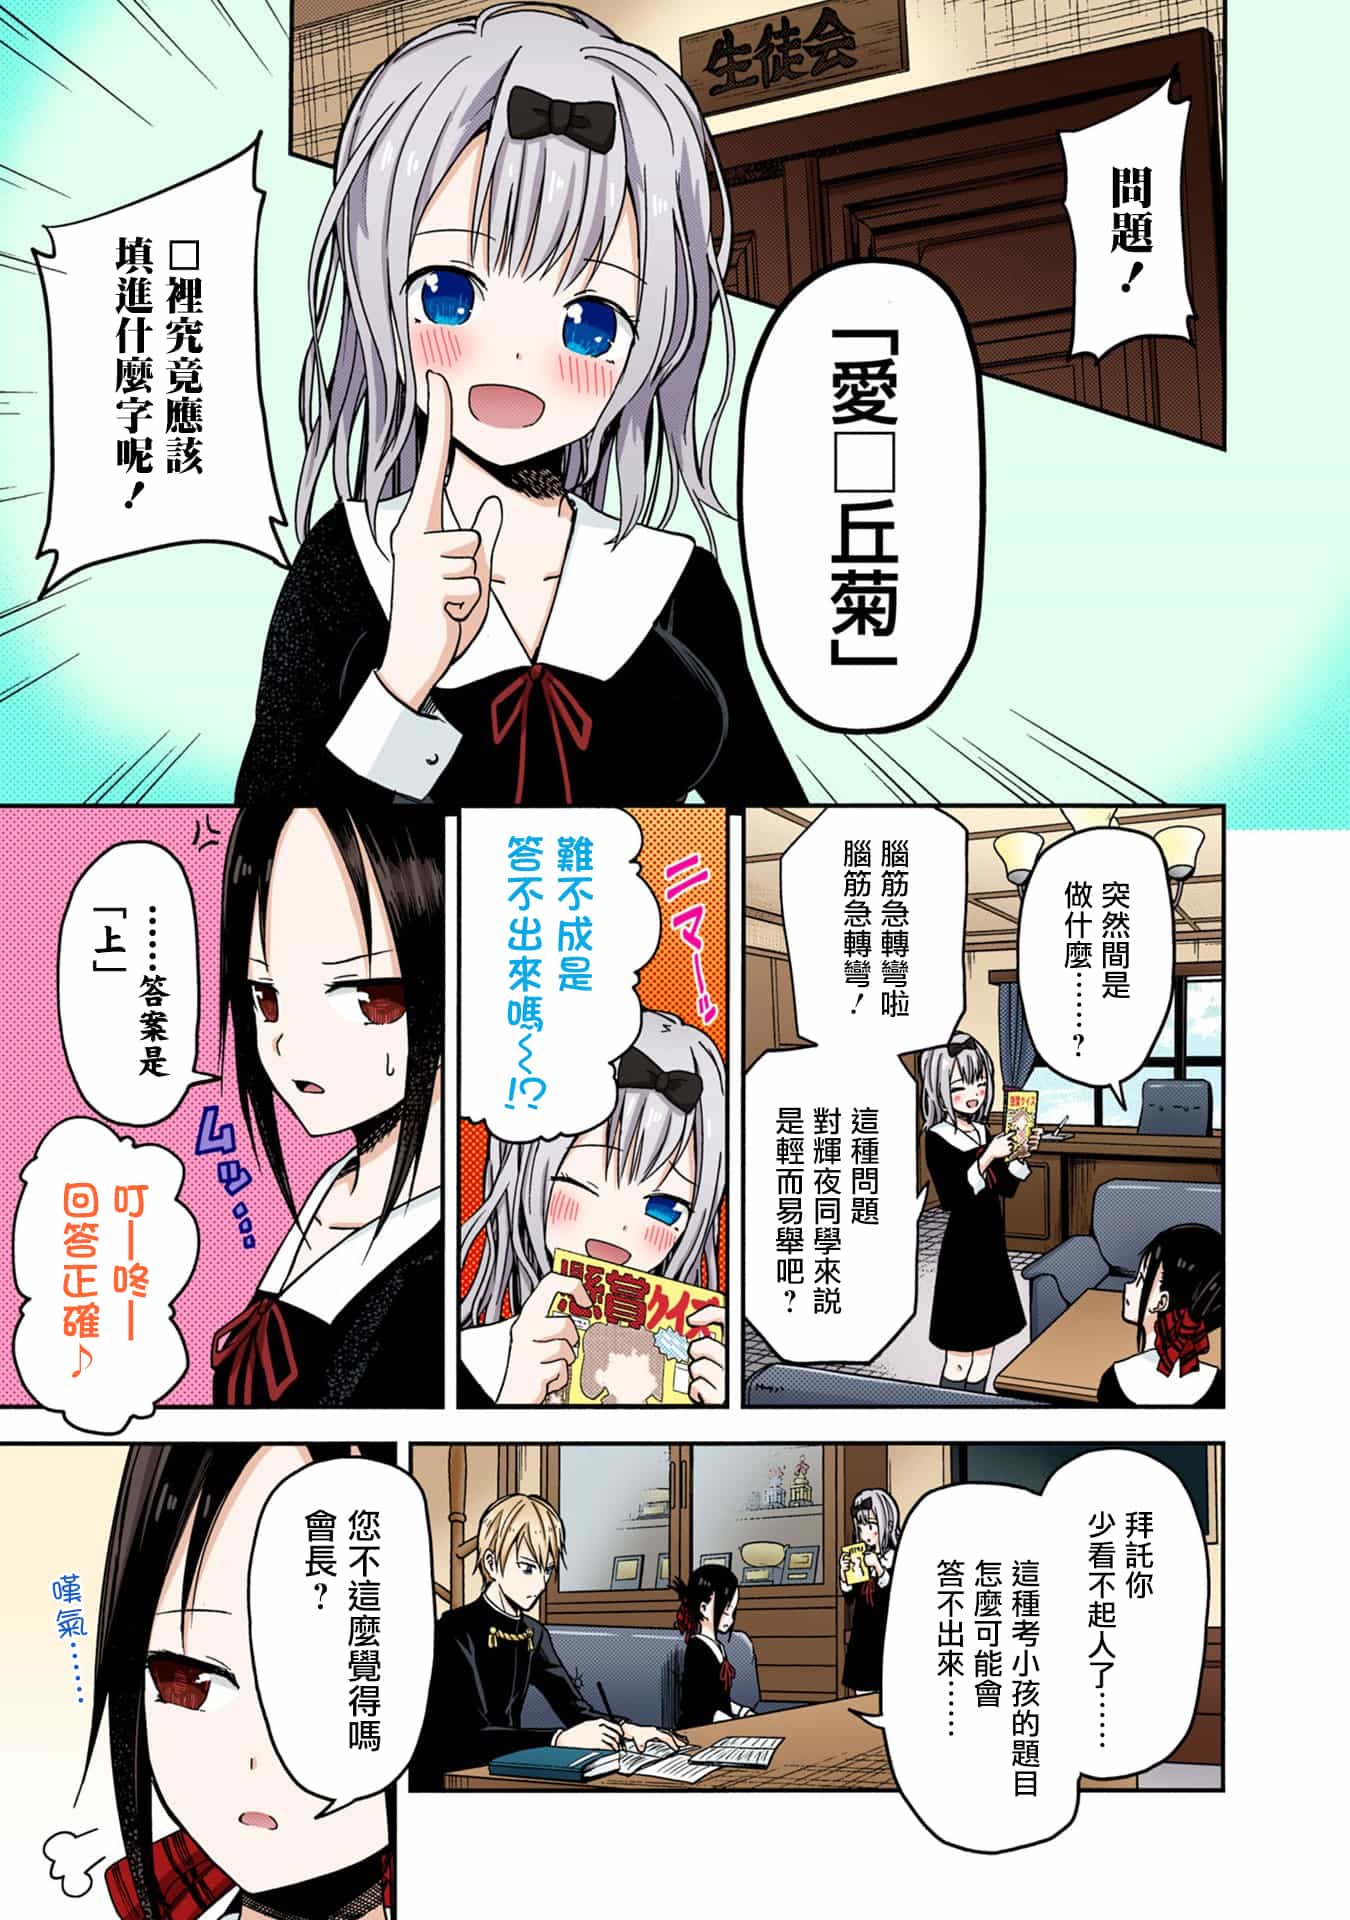 生徒会
問題！
「愛□丘菊」
□裡究竟應該
填進什麼字呢！
突然間是
做什麼……？
腦筋急轉彎啦
腦筋急轉彎！
懸賞クイズ
這種問題
對輝夜同學來説
是輕而易舉吧？
ニマーッ
難不成是
答不出來嗎～!?
懸賞クイズ
……答案是
「上」
ムッ…
叮ー咚ー
回答正確♪
拜託你
少看不起人了……
這種考小孩的題目
怎麼可能會
答不出來……
您不這麼覺得嗎
會長？
嘆氣……